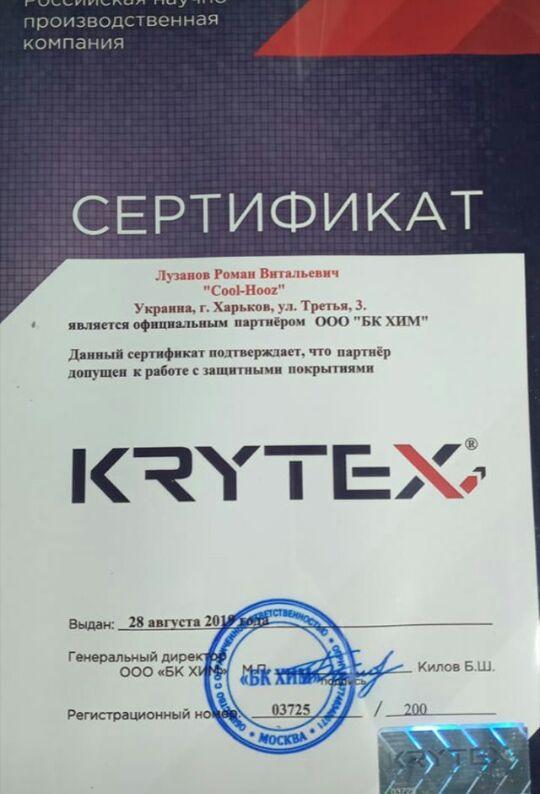 Российская научно-
производственная
компания
СЕРТИФИКАТ
Лузанов Роман Витальевич
"Cool-Hooz"
Украина, г. Харьков, ул. Третья, 3.
является официальным партнёром ООО "БК ХИМ"
Данный сертификат подтверждает, что партнёр
допущен к работе с защитными покрытиями
KRYTEX®
Выдан: 28 августа 2019 года
Генеральный директор
ООО «БК ХИМ» М.П. Килов Б.Ш.
подпись
Регистрационный номер: 03725 / 200
ОБЩЕСТВО С ОГРАНИЧЕННОЙ ОТВЕТСТВЕННОСТЬЮ
«БК ХИМ»
МОСКВА
KRYTEX
03725